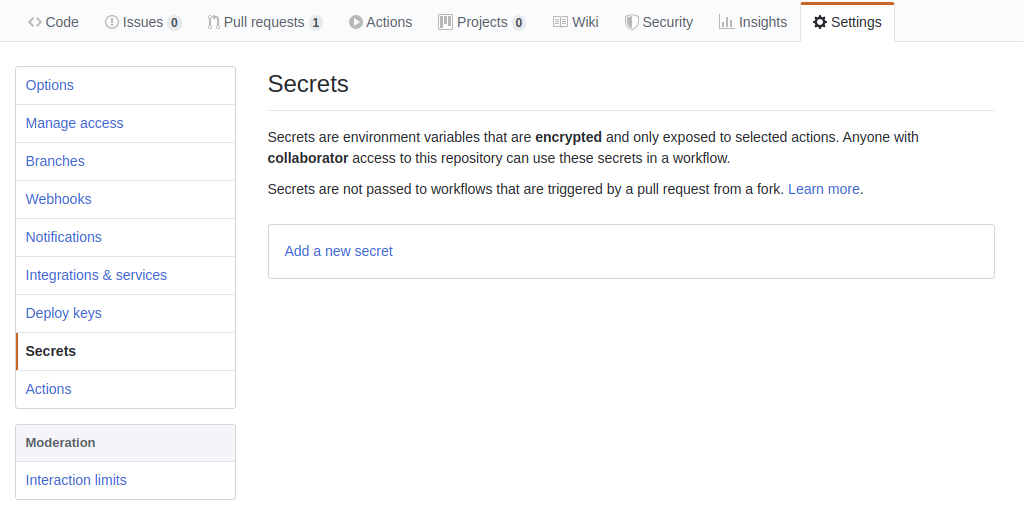 Code Issues 0 Pull requests 1 Actions Projects 0 Wiki Security Insights Settings
Options
Manage access
Branches
Webhooks
Notifications
Integrations & services
Deploy keys
Secrets
Actions
Moderation
Interaction limits
Secrets
Secrets are environment variables that are encrypted and only exposed to selected actions. Anyone with
collaborator access to this repository can use these secrets in a workflow.
Secrets are not passed to workflows that are triggered by a pull request from a fork. Learn more.
Add a new secret